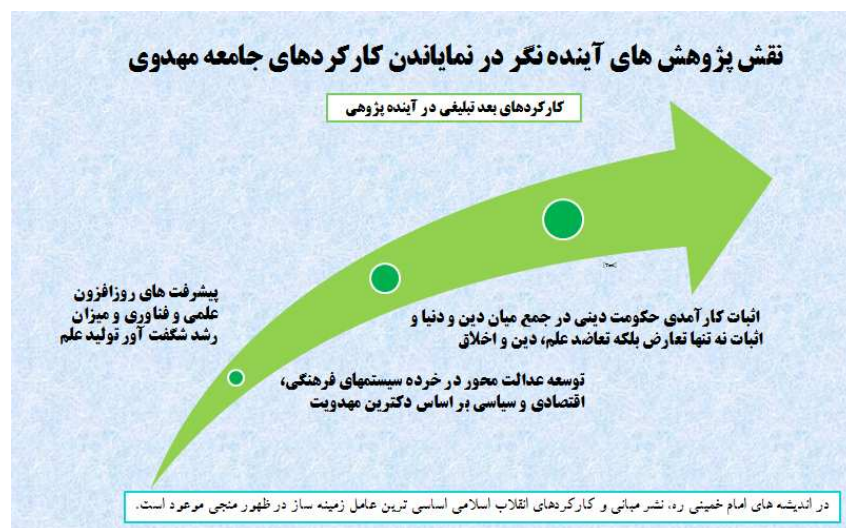 نقش پژوهش های آینده نگر در نمایاندن کارکردهای جامعه مهدوی
کارکردهای بعد تبلیغی در آینده پژوهی
پیشرفت های روزافزون
علمی و فناوری و میزان
رشد شگفت آور تولید علم
توسعه عدالت محور در خرده سیستمهای فرهنگی،
اقتصادی و سیاسی بر اساس دکترین مهدویت
[Text]
اثبات کارآمدی حکومت دینی در جمع میان دین و دنیا و
اثبات نه تنها تعارض بلکه تعاضد علم، دین و اخلاق
در اندیشه های امام خمینی ره، نشر مبانی و کارکردهای انقلاب اسلامی اساسی ترین عامل زمینه ساز در ظهور منجی موعود است.